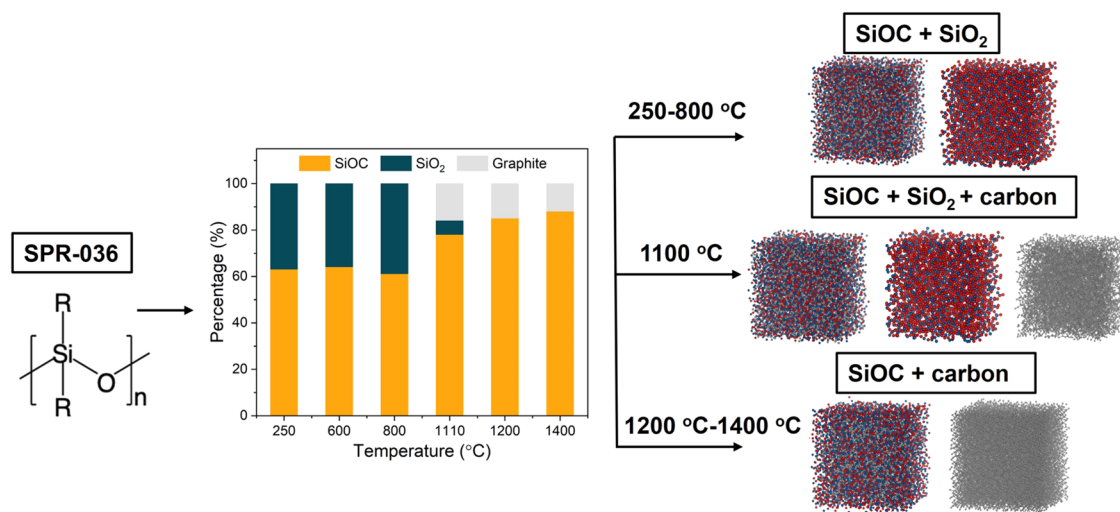 SPR-036
R
Si
O
n
R
SiOC SiO₂ Graphite
Percentage (%)
100
80
60
40
20
0
250 600 800 1110 1200 1400
Temperature (°C)
250-800 °C
SiOC + SiO₂
1100 °C
SiOC + SiO₂ + carbon
1200 °C-1400 °C
SiOC + carbon